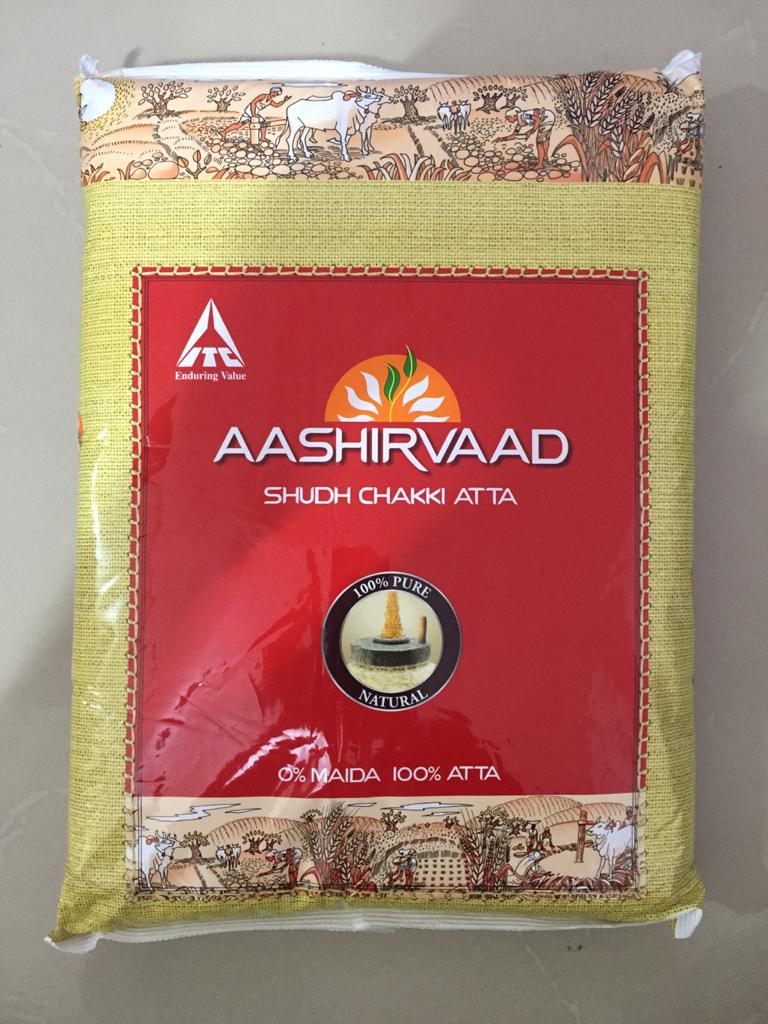 ITC
Enduring Value
AASHIRVAAD
SHUDH CHAKKI ATTA
100% PURE
NATURAL
0% MAIDA 100% ATTA